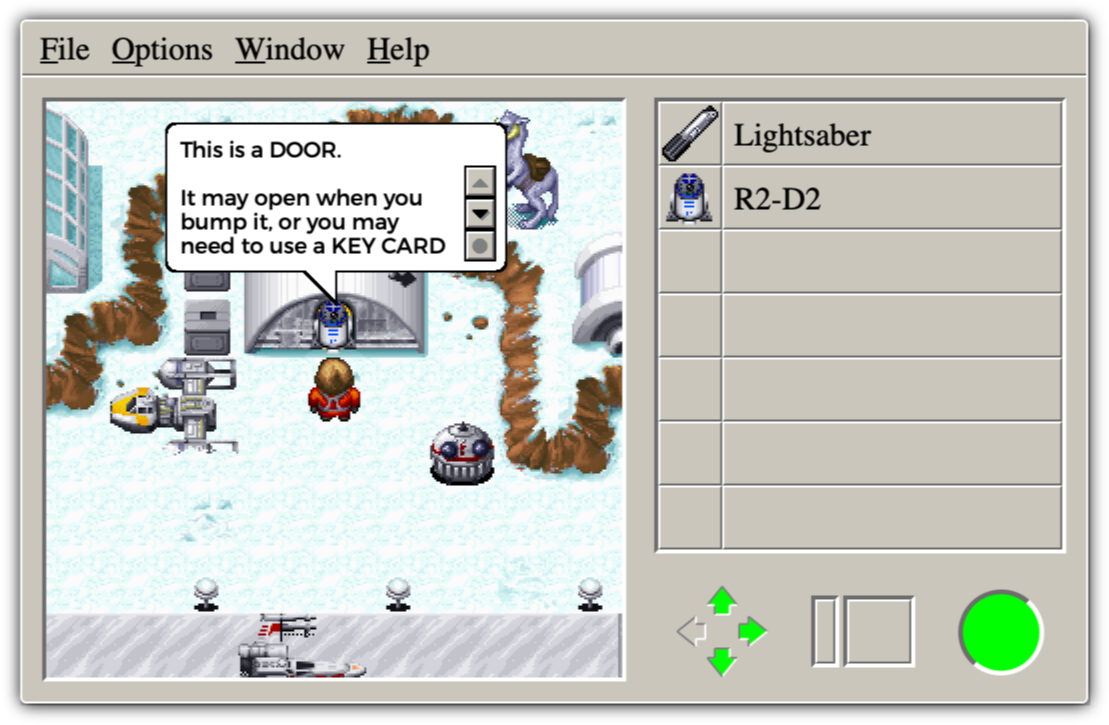 File Options Window Help
This is a DOOR.
It may open when you
bump it, or you may
need to use a KEY CARD
Lightsaber
R2-D2